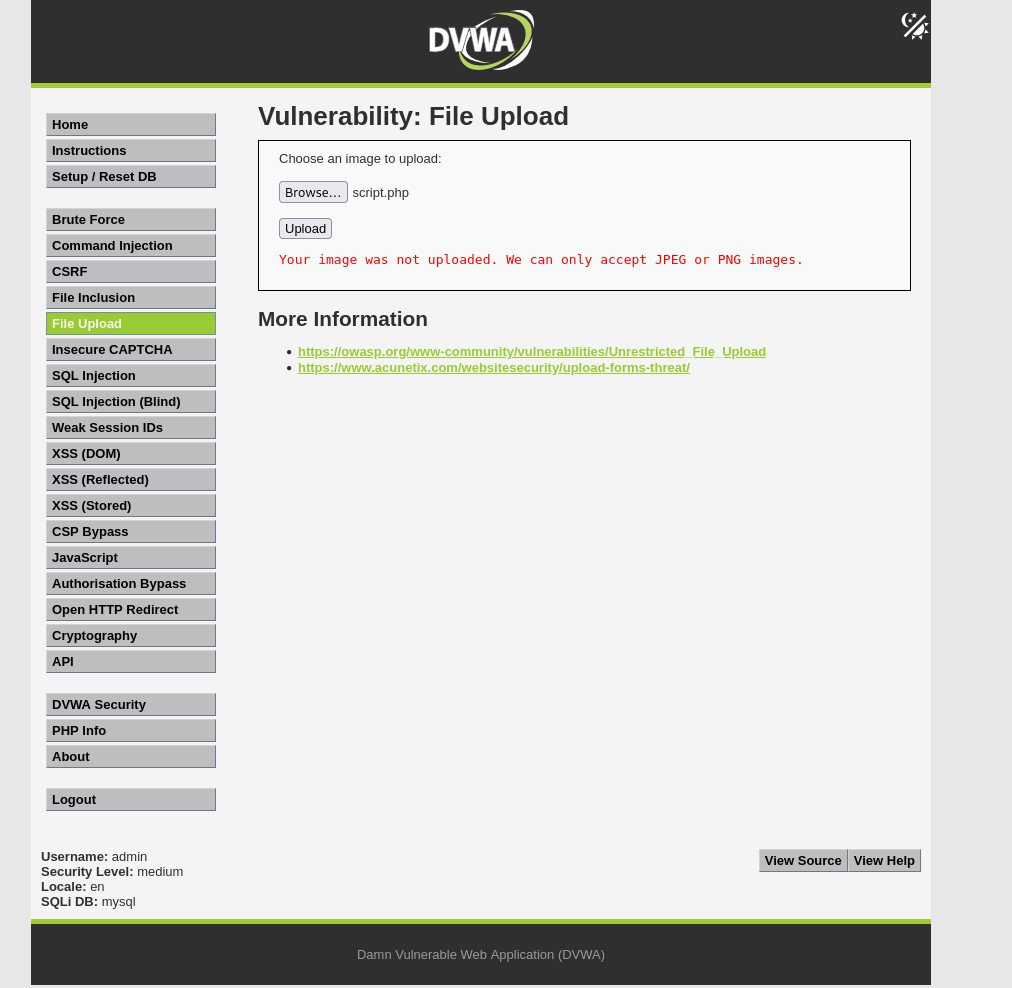 DVWA
Vulnerability: File Upload
Home
Instructions
Setup / Reset DB
Brute Force
Command Injection
CSRF
File Inclusion
File Upload
Insecure CAPTCHA
SQL Injection
SQL Injection (Blind)
Weak Session IDs
XSS (DOM)
XSS (Reflected)
XSS (Stored)
CSP Bypass
JavaScript
Authorisation Bypass
Open HTTP Redirect
Cryptography
API
DVWA Security
PHP Info
About
Logout
Choose an image to upload:
Browse... script.php
Upload
Your image was not uploaded. We can only accept JPEG or PNG images.
More Information
• https://owasp.org/www-community/vulnerabilities/Unrestricted_File_Upload
• https://www.acunetix.com/websitesecurity/upload-forms-threat/
Username: admin
Security Level: medium
Locale: en
SQLi DB: mysql
View Source View Help
Damn Vulnerable Web Application (DVWA)